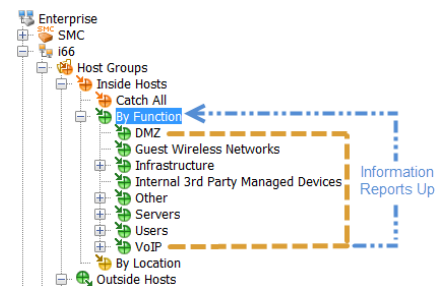 Enterprise
SMC
i66
Host Groups
Inside Hosts
Catch All
By Function
DMZ
Guest Wireless Networks
Infrastructure
Internal 3rd Party Managed Devices
Other
Servers
Users
VoIP
By Location
Outside Hosts
Information
Reports Up